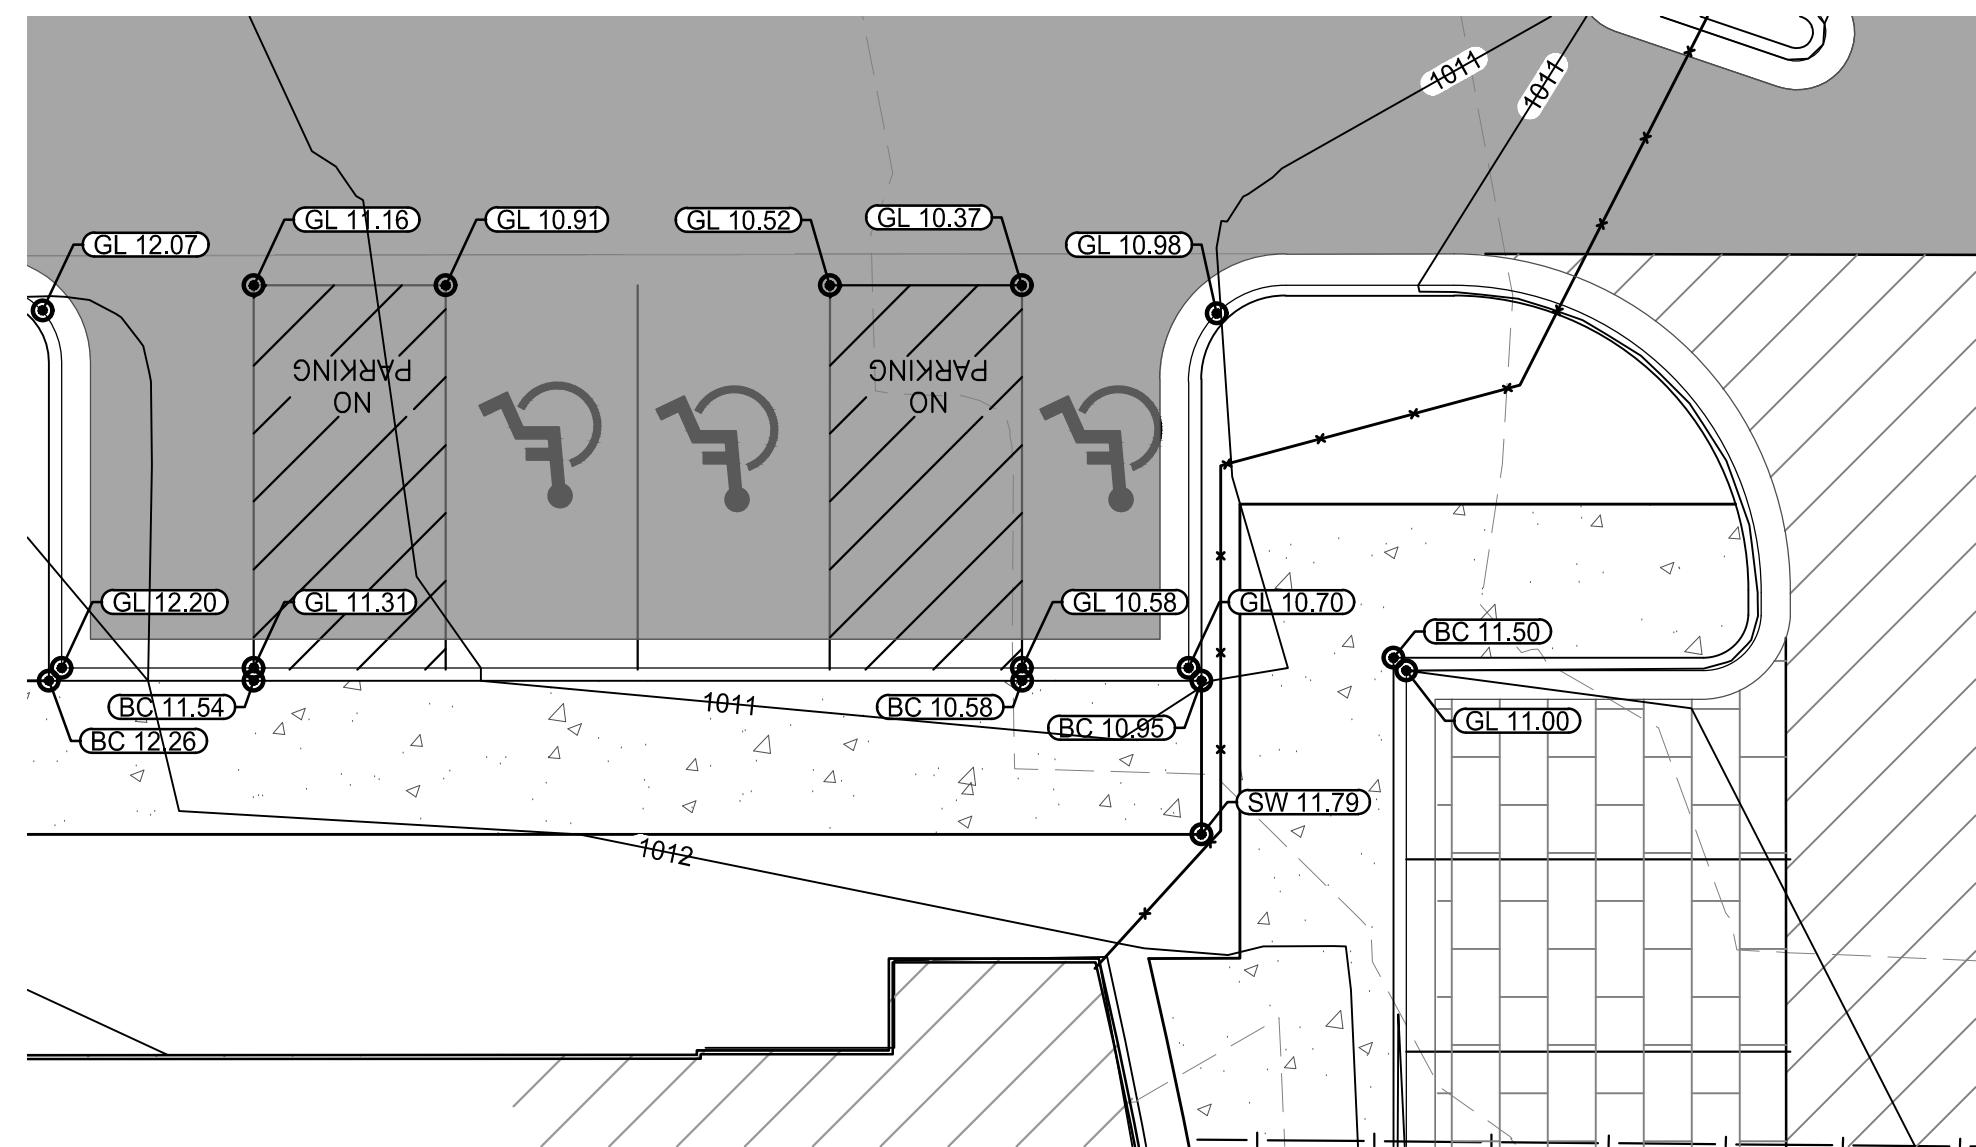 1011
1011
GL 11.16
GL 10.91
GL 10.52
GL 10.37
GL 12.07
GL 10.98
NO
PARKING
NO
PARKING
GL 12.20
GL 11.31
GL 10.58
GL 10.70
BC 11.50
BC 11.54
1011
BC 10.58
BC 10.95
GL 11.00
BC 12.26
SW 11.79
1012